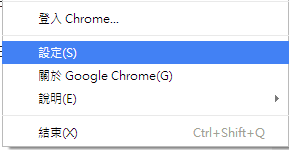 登入 Chrome...
設定(S)
關於 Google Chrome(G)
說明(E)
結束(X) Ctrl+Shift+Q